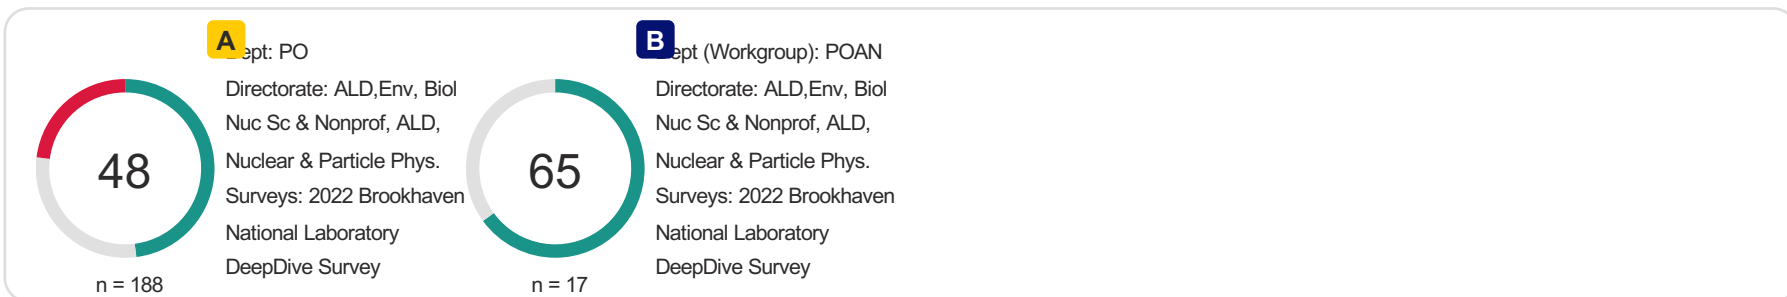 A
ept: PO
Directorate: ALD,Env, Biol
Nuc Sc & Nonprof, ALD,
Nuclear & Particle Phys.
Surveys: 2022 Brookhaven
National Laboratory
DeepDive Survey
48
n = 188
B
ept (Workgroup): POAN
Directorate: ALD,Env, Biol
Nuc Sc & Nonprof, ALD,
Nuclear & Particle Phys.
Surveys: 2022 Brookhaven
National Laboratory
DeepDive Survey
65
n = 17